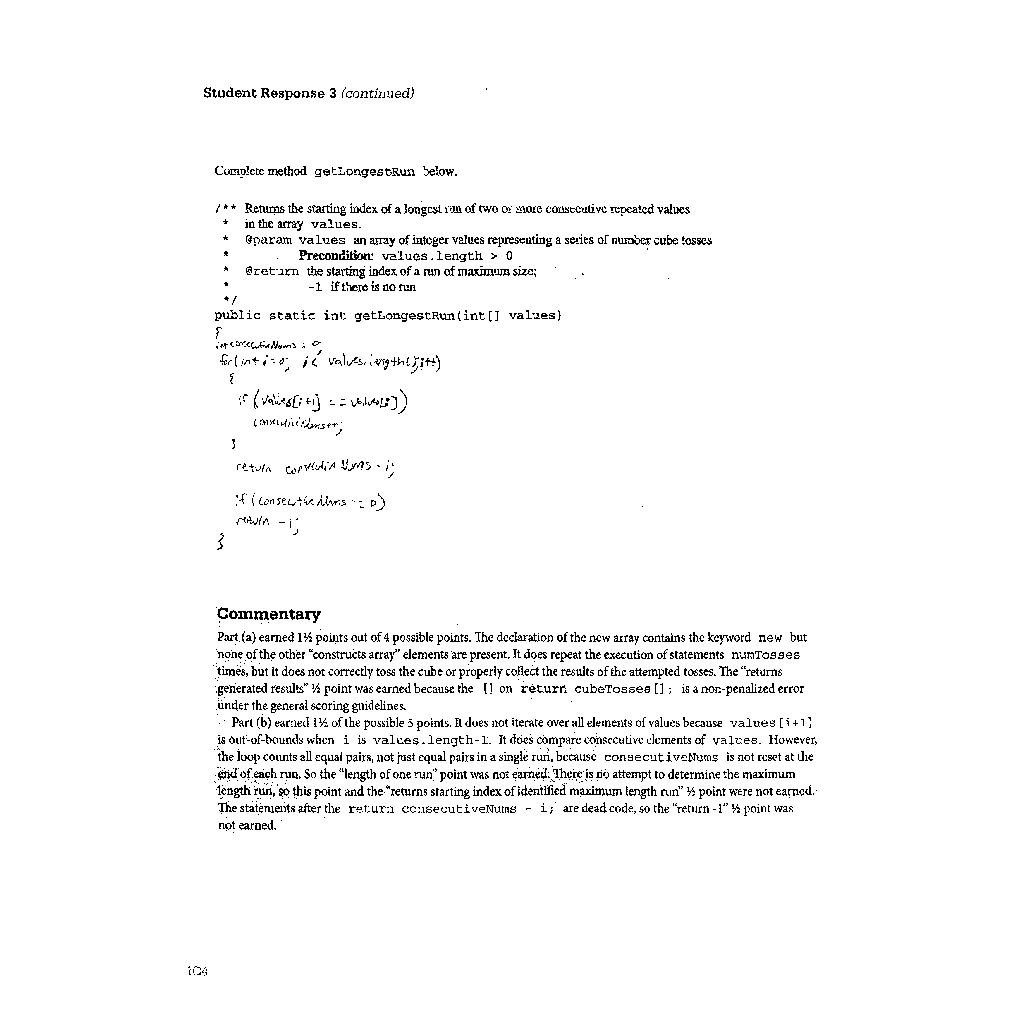 Student Response 3 (continued)
Complete method getLongestRun below.
/** Returns the starting index of a longest run of two or more consecutive repeated values
* in the array values.
* @param values an array of integer values representing a series of number cube tosses
* Precondition: values.length > 0
* @return the starting index of a run of maximum size;
* -1 if there is no run
*/
public static int getLongestRun(int[] values)
{
int consecutiveNums = 0;
for(int i=0; i< values.length(); i++)
{
if (values[i+1] == values[i])
consecutiveNums++;
}
return consecutiveNums - i;
if (consecutiveNums == 0)
return -1;
}
Commentary
Part (a) earned 1½ points out of 4 possible points. The declaration of the new array contains the keyword new but
none of the other "constructs array" elements are present. It does repeat the execution of statements numTosses
times, but it does not correctly toss the cube or properly collect the results of the attempted tosses. The "returns
generated results" ½ point was earned because the [] on return cubeTosses[]; is a non-penalized error
under the general scoring guidelines.
Part (b) earned 1½ of the possible 5 points. It does not iterate over all elements of values because values[i+1]
is out-of-bounds when i is values.length-1. It does compare consecutive elements of values. However,
the loop counts all equal pairs, not just equal pairs in a single run, because consecutiveNums is not reset at the
end of each run. So the "length of one run" point was not earned. There is no attempt to determine the maximum
length run, so this point and the "returns starting index of identified maximum length run" ½ point were not earned.
The statements after the return consecutiveNums - i; are dead code, so the "return -1" ½ point was
not earned.
104